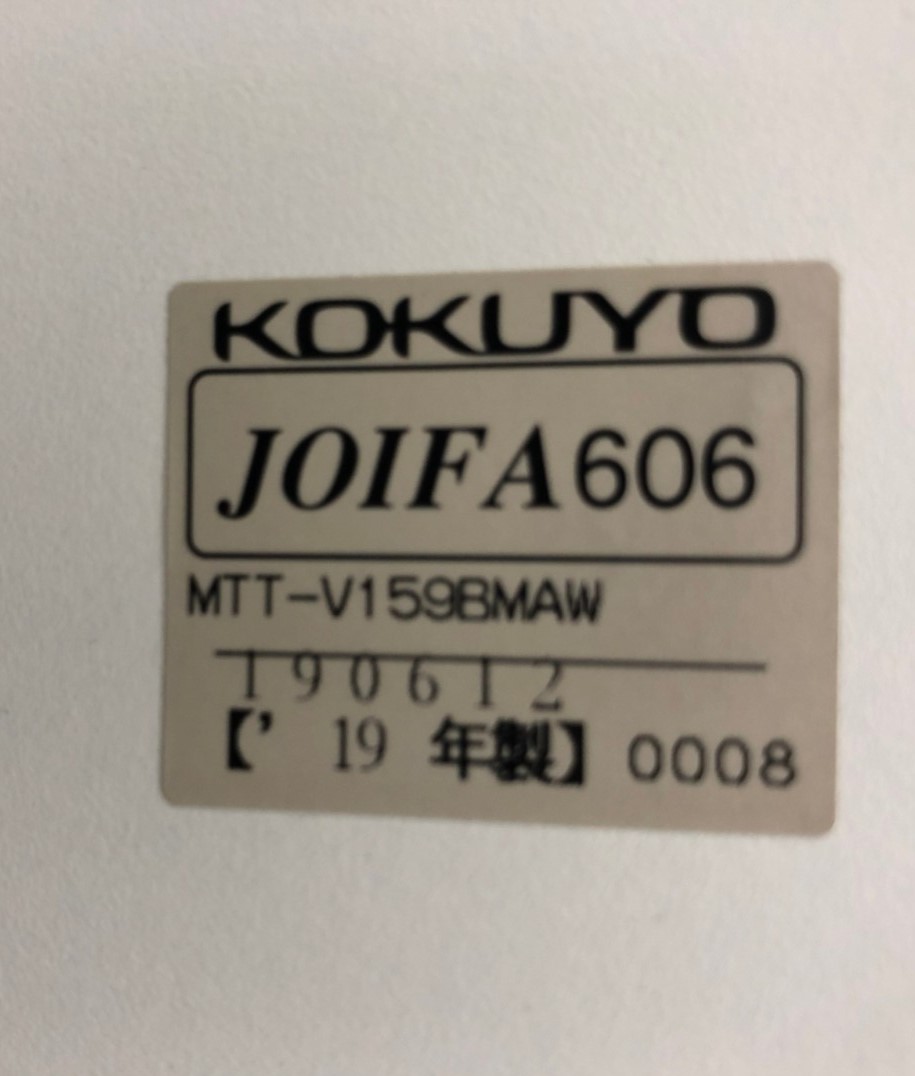 KOKUYO
JOIFA606
MTT-V159BMAW
190612
【’ 19 年製】 0008